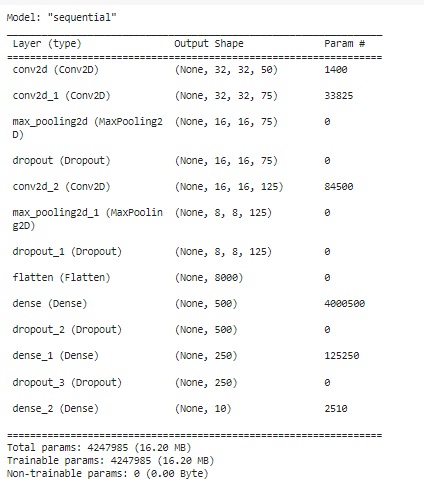 Model: "sequential"
Layer (type) Output Shape Param #
conv2d (Conv2D) (None, 32, 32, 50) 1400
conv2d_1 (Conv2D) (None, 32, 32, 75) 33825
max_pooling2d (MaxPooling2 (None, 16, 16, 75) 0
D)
dropout (Dropout) (None, 16, 16, 75) 0
conv2d_2 (Conv2D) (None, 16, 16, 125) 84500
max_pooling2d_1 (MaxPoolin (None, 8, 8, 125) 0
g2D)
dropout_1 (Dropout) (None, 8, 8, 125) 0
flatten (Flatten) (None, 8000) 0
dense (Dense) (None, 500) 4000500
dropout_2 (Dropout) (None, 500) 0
dense_1 (Dense) (None, 250) 125250
dropout_3 (Dropout) (None, 250) 0
dense_2 (Dense) (None, 10) 2510
Total params: 4247985 (16.20 MB)
Trainable params: 4247985 (16.20 MB)
Non-trainable params: 0 (0.00 Byte)